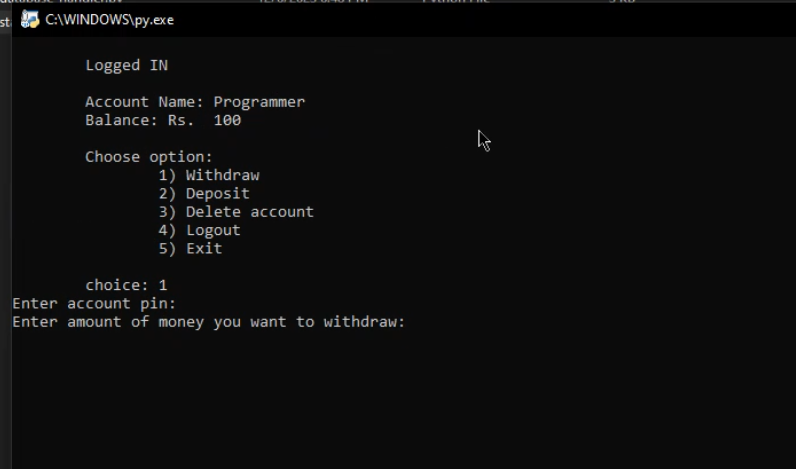 C:\WINDOWS\py.exe
Logged IN
Account Name: Programmer
Balance: Rs.  100
Choose option:
1) Withdraw
2) Deposit
3) Delete account
4) Logout
5) Exit
choice: 1
Enter account pin:
Enter amount of money you want to withdraw: